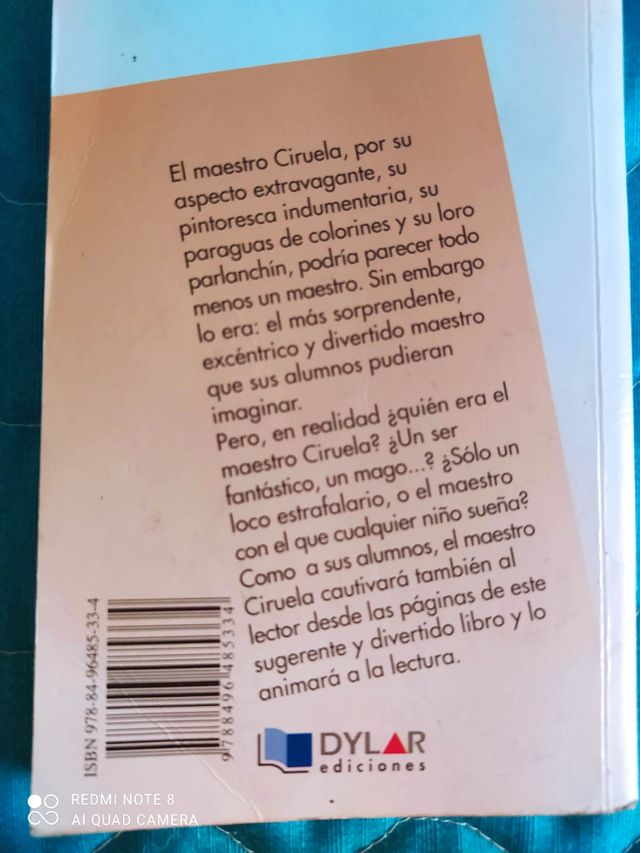 El maestro Ciruela, por su
aspecto extravagante, su
pintoresca indumentaria, su
paraguas de colorines y su loro
parlanchín, podría parecer todo
menos un maestro. Sin embargo
lo era: el más sorprendente,
excéntrico y divertido maestro
que sus alumnos pudieran
imaginar.
Pero, en realidad ¿quién era el
maestro Ciruela? ¿Un ser
fantástico, un mago...? ¿Sólo un
loco estrafalario, o el maestro
con el que cualquier niño sueña?
Como a sus alumnos, el maestro
Ciruela cautivará también al
lector desde las páginas de este
sugerente y divertido libro y lo
animará a la lectura.
ISBN 978-84-96485-33-4
9 788496 485334
DYLAR
ediciones
REDMI NOTE 8
AI QUAD CAMERA